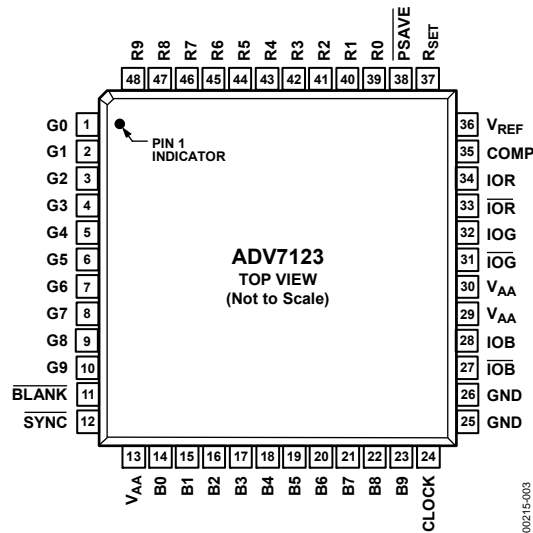 R9 R8 R7 R6 R5 R4 R3 R2 R1 R0 PSAVE RSET
48 47 46 45 44 43 42 41 40 39 38 37
G0 1
G1 2
G2 3
G3 4
G4 5
G5 6
G6 7
G7 8
G8 9
G9 10
BLANK 11
SYNC 12
PIN 1
INDICATOR
ADV7123
TOP VIEW
(Not to Scale)
36 VREF
35 COMP
34 IOR
33 IOR
32 IOG
31 IOG
30 VAA
29 VAA
28 IOB
27 IOB
26 GND
25 GND
13 14 15 16 17 18 19 20 21 22 23 24
VAA B0 B1 B2 B3 B4 B5 B6 B7 B8 B9 CLOCK
00215-003